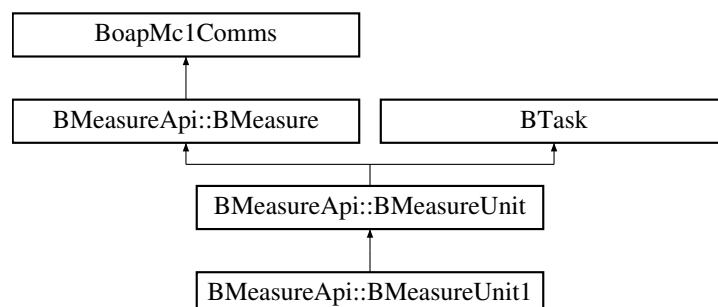 BoapMc1Comms
BMeasureApi::BMeasure
BTask
BMeasureApi::BMeasureUnit
BMeasureApi::BMeasureUnit1